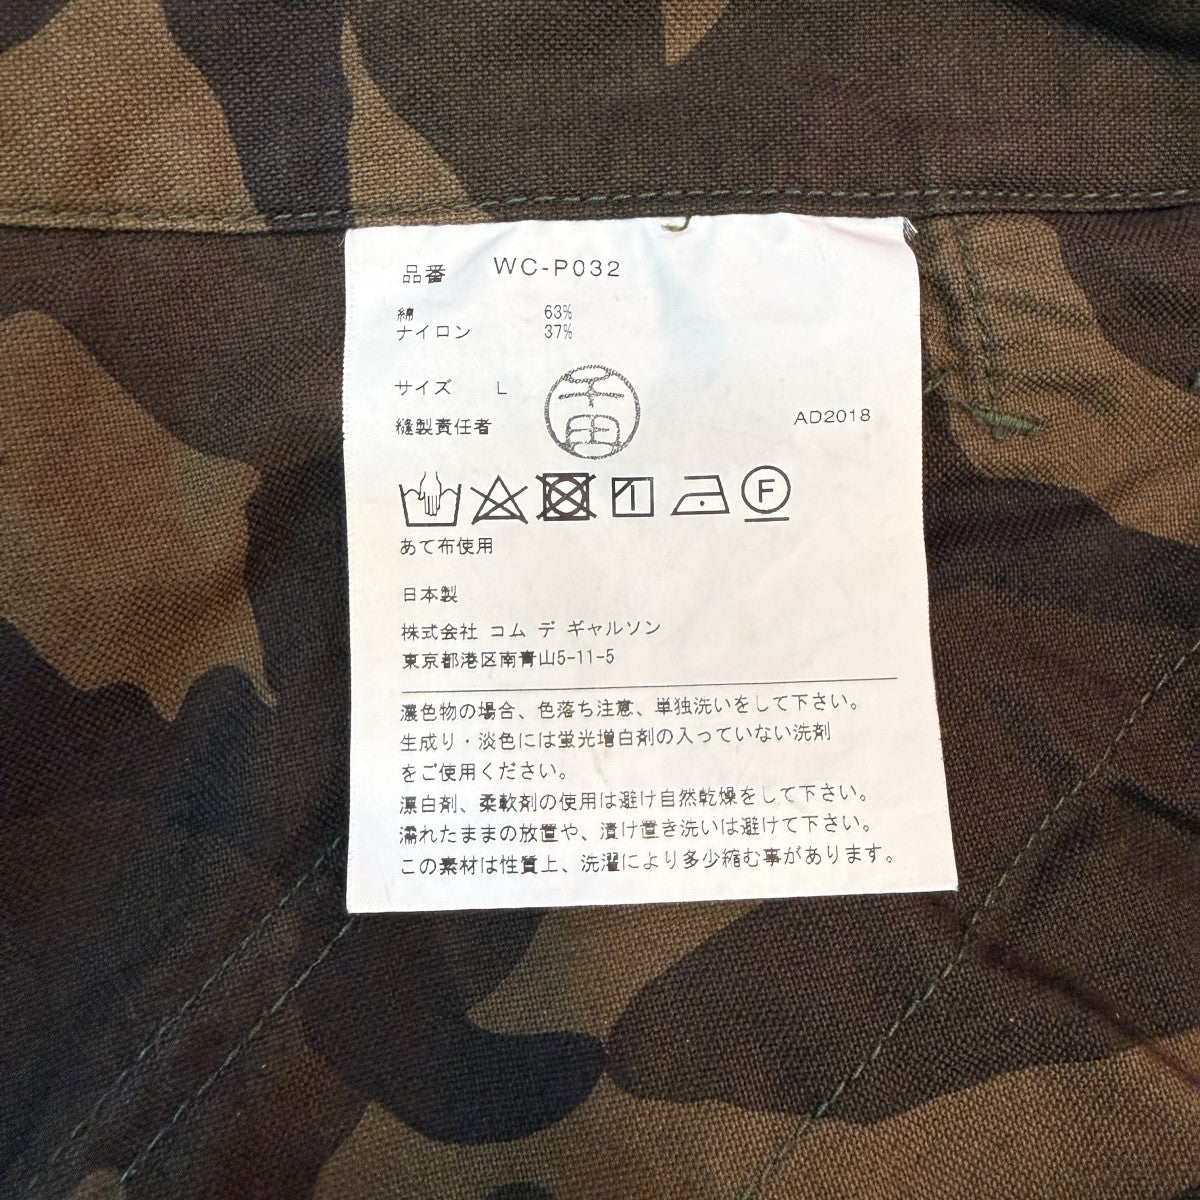 品番 WC-P032
綿 63%
ナイロン 37%
サイズ L
千田
縫製責任者
AD2018
F
あて布使用
日本製
株式会社 コム デ ギャルソン
東京都港区南青山5-11-5
濃色物の場合、色落ち注意、単独洗いをして下さい。
生成り・淡色には蛍光増白剤の入っていない洗剤
をご使用ください。
漂白剤、柔軟剤の使用は避け自然乾燥をして下さい。
濡れたままの放置や、漬け置き洗いは避けて下さい。
この素材は性質上、洗濯により多少縮む事があります。